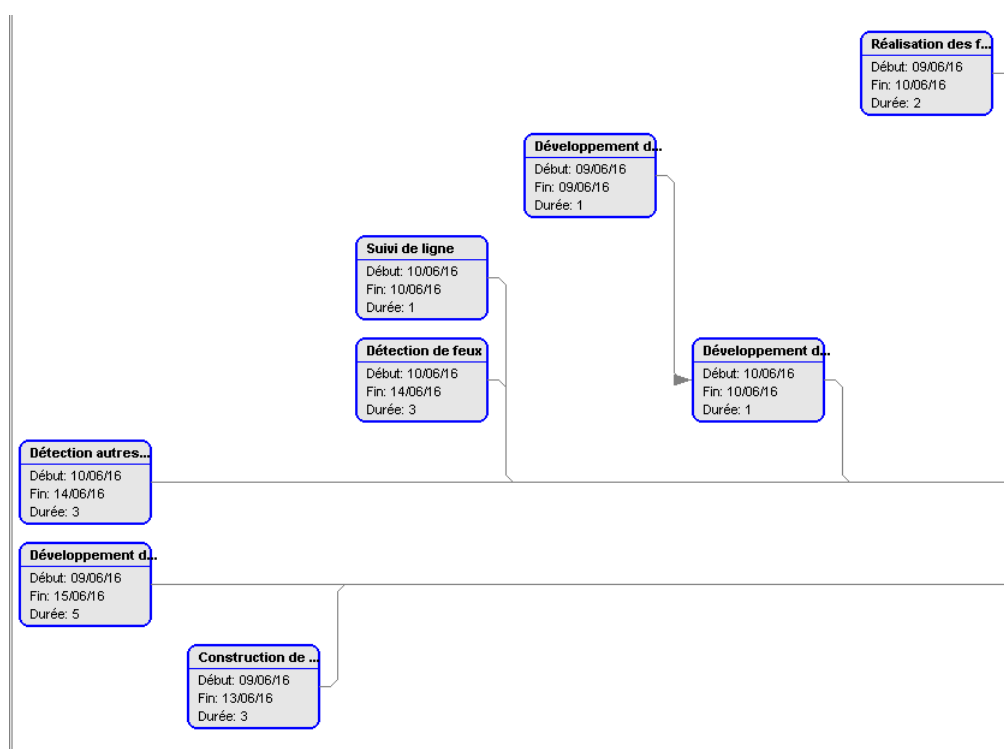 Réalisation des f...
Début: 09/06/16
Fin: 10/06/16
Durée: 2
Développement d...
Début: 09/06/16
Fin: 09/06/16
Durée: 1
Suivi de ligne
Début: 10/06/16
Fin: 10/06/16
Durée: 1
Détection de feux
Début: 10/06/16
Fin: 14/06/16
Durée: 3
Développement d...
Début: 10/06/16
Fin: 10/06/16
Durée: 1
Détection autres...
Début: 10/06/16
Fin: 14/06/16
Durée: 3
Développement d...
Début: 09/06/16
Fin: 15/06/16
Durée: 5
Construction de ...
Début: 09/06/16
Fin: 13/06/16
Durée: 3